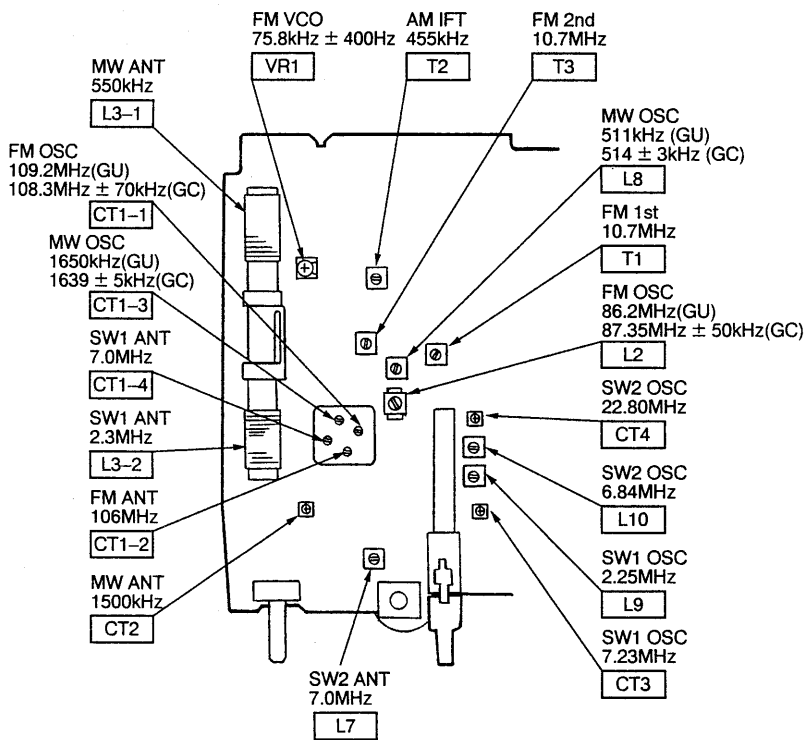 FM VCO
75.8kHz ± 400Hz
VR1
AM IFT
455kHz
T2
FM 2nd
10.7MHz
T3
MW ANT
550kHz
L3–1
FM OSC
109.2MHz(GU)
108.3MHz ± 70kHz(GC)
CT1–1
MW OSC
1650kHz(GU)
1639 ± 5kHz(GC)
CT1–3
SW1 ANT
7.0MHz
CT1–4
SW1 ANT
2.3MHz
L3–2
FM ANT
106MHz
CT1–2
MW ANT
1500kHz
CT2
SW2 ANT
7.0MHz
L7
MW OSC
511kHz (GU)
514 ± 3kHz (GC)
L8
FM 1st
10.7MHz
T1
FM OSC
86.2MHz(GU)
87.35MHz ± 50kHz(GC)
L2
SW2 OSC
22.80MHz
CT4
SW2 OSC
6.84MHz
L10
SW1 OSC
2.25MHz
L9
SW1 OSC
7.23MHz
CT3